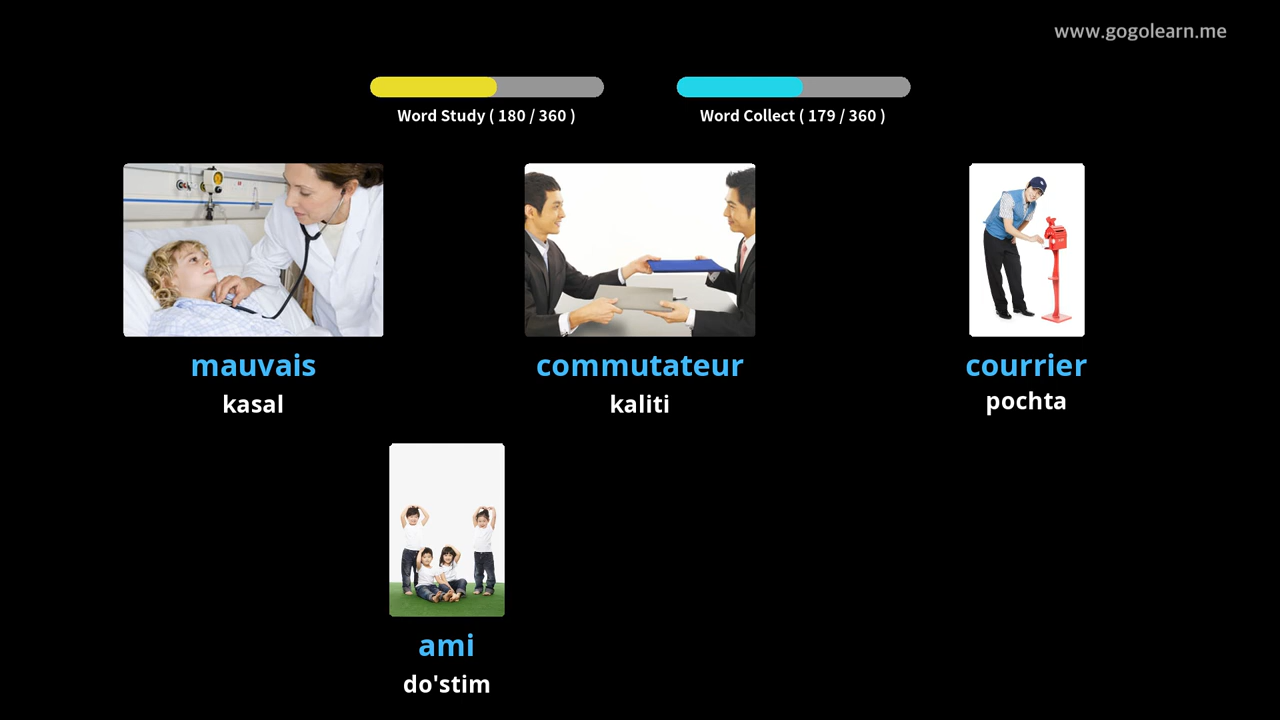 www.gogolearn.me
Word Study ( 180 / 360 )
Word Collect ( 179 / 360 )
mauvais
kasal
commutateur
kaliti
courrier
pochta
ami
do'stim